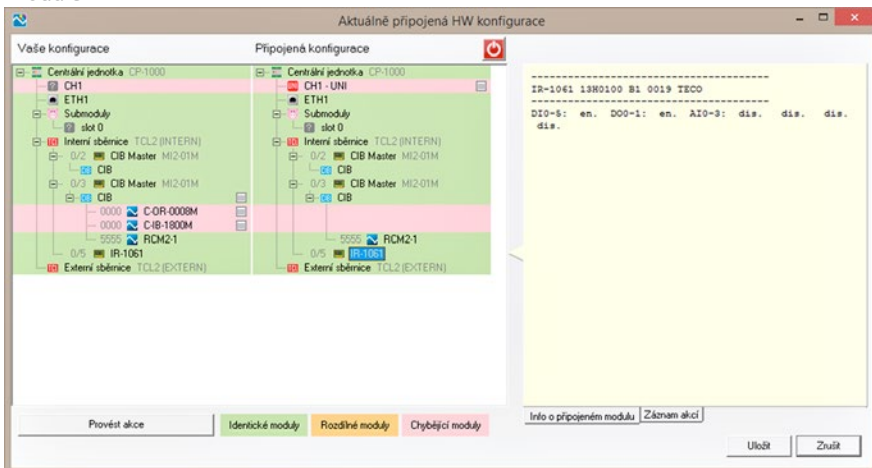 Aktuálně připojená HW konfigurace
Vaše konfigurace
Připojená konfigurace
Centrální jednotka CP-1000
CH1
ETH1
Submoduly
slot 0
Interní sběrnice TCL2 (INTERN)
0/2 CIB Master MI2-01M
CIB
0/3 CIB Master MI2-01M
CIB
0000 C-OR-0008M
0000 C-IB-1800M
5555 RCM2-1
0/5 IR-1061
Externí sběrnice TCL2 (EXTERN)
Centrální jednotka CP-1000
CH1 - UNI
ETH1
Submoduly
slot 0
Interní sběrnice TCL2 (INTERN)
0/2 CIB Master MI2-01M
CIB
0/3 CIB Master MI2-01M
CIB
5555 RCM2-1
0/5 IR-1061
Externí sběrnice TCL2 (EXTERN)
IR-1061 13H0100 B1 0019 TECO
DI0-5: en. DO0-1: en. AI0-3: dis. dis. dis.
dis.
Info o připojeném modulu Záznam akcí
Provést akce
Identické moduly
Rozdílné moduly
Chybějící moduly
Uložit
Zrušit